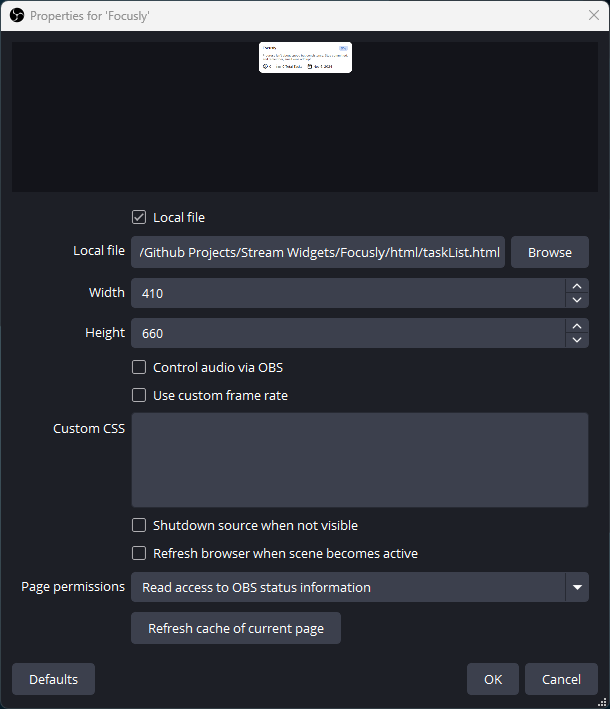 Properties for 'Focusly'
Local file
Local file
/Github Projects/Stream Widgets/Focusly/html/taskList.html
Browse
Width
410
Height
660
Control audio via OBS
Use custom frame rate
Custom CSS
Shutdown source when not visible
Refresh browser when scene becomes active
Page permissions
Read access to OBS status information
Refresh cache of current page
Defaults
OK
Cancel